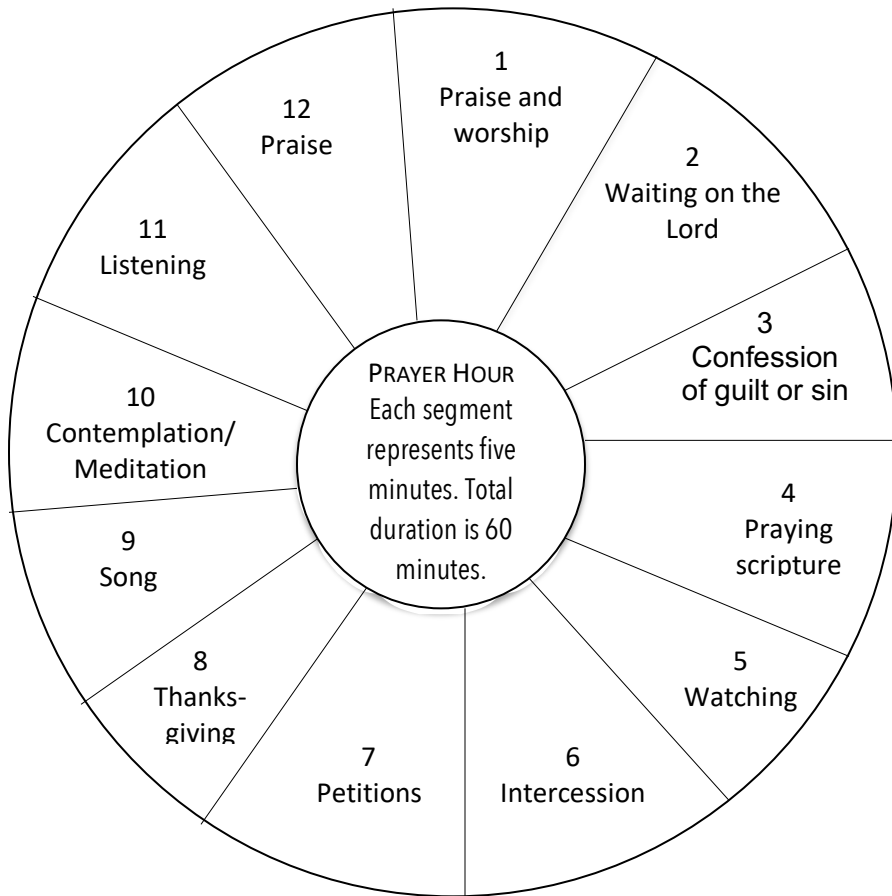 1
Praise and
worship
2
Waiting on the
Lord
3
Confession
of guilt or sin
4
Praying
scripture
5
Watching
6
Intercession
7
Petitions
8
Thanks-
giving
9
Song
10
Contemplation/
Meditation
11
Listening
12
Praise
PRAYER HOUR
Each segment
represents five
minutes. Total
duration is 60
minutes.